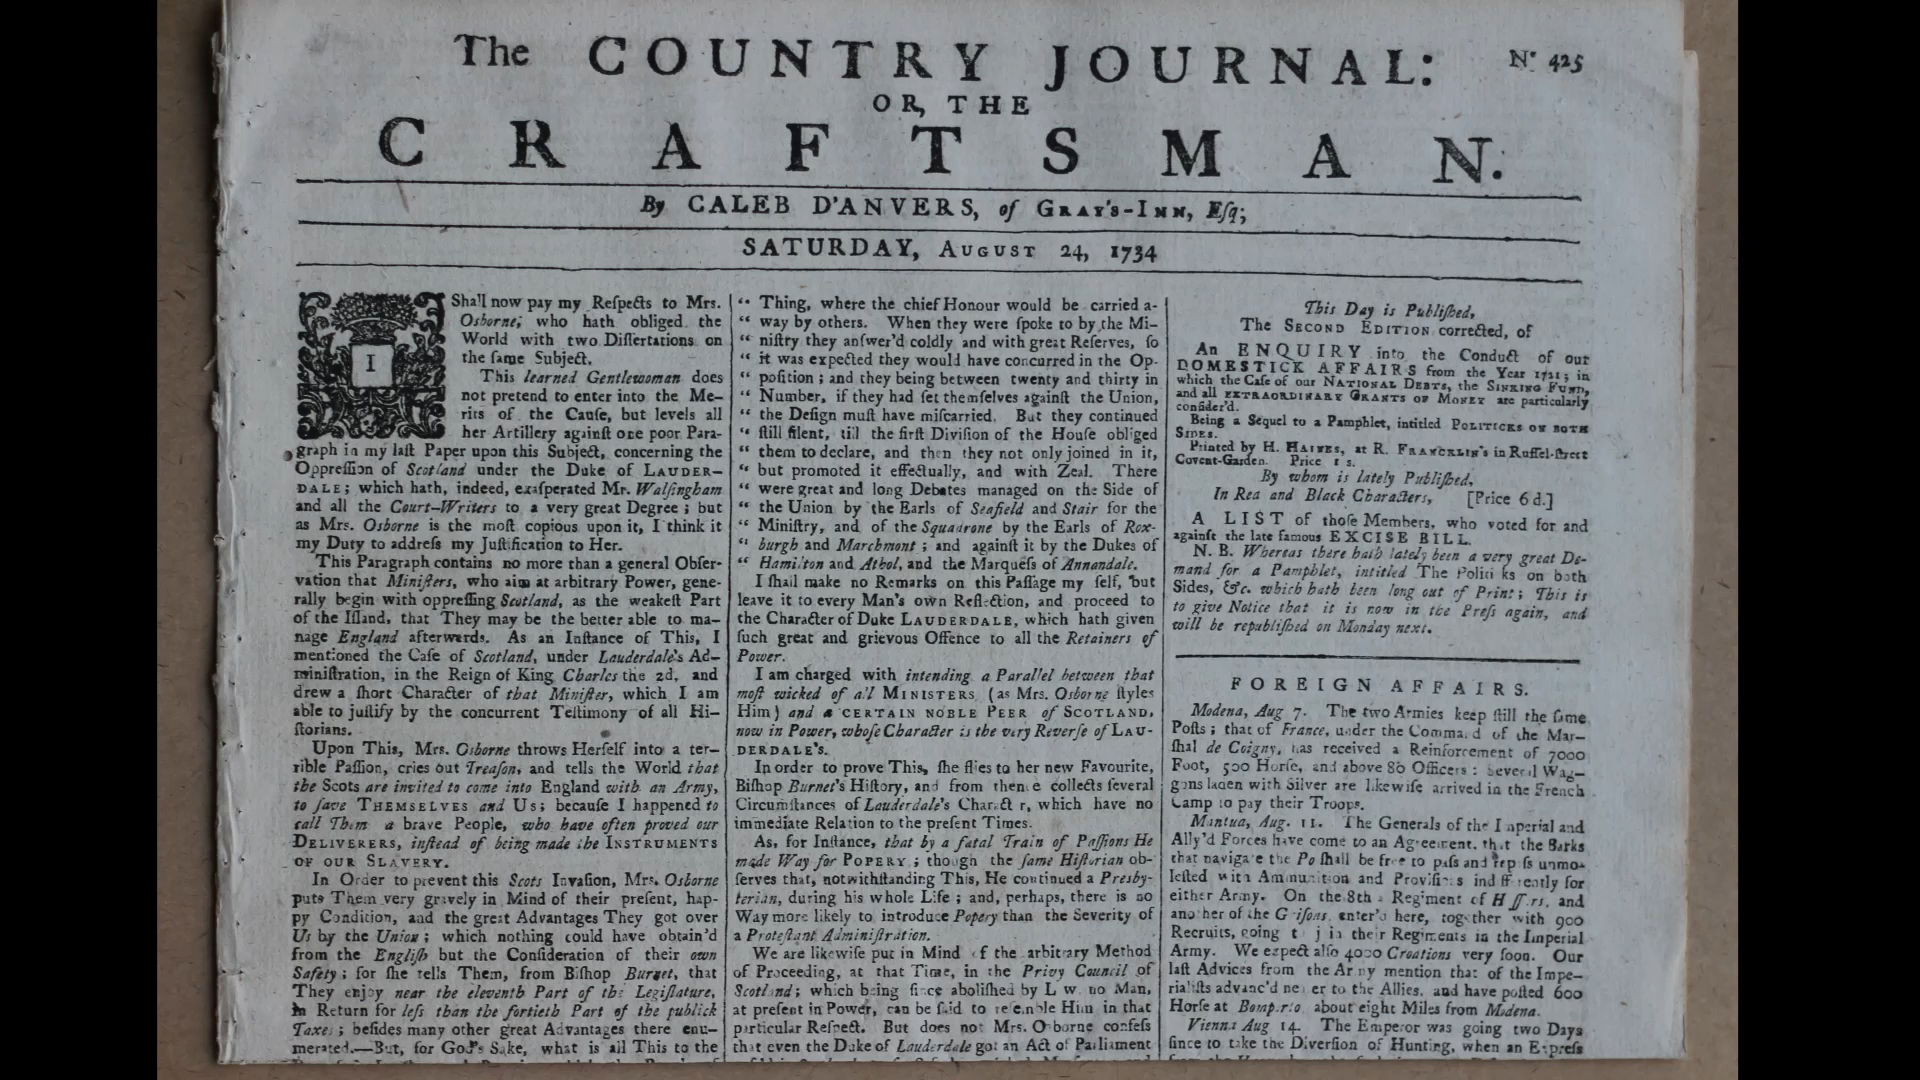 The COUNTRY JOURNAL: Nº 425
OR, THE
CRAFTSMAN.
By CALEB D'ANVERS, of GRAY'S-INN, Eſq;
SATURDAY, AUGUST 24, 1734
I Shall now pay my Reſpects to Mrs.
Osborne; who hath obliged the
World with two Diſſertations on
the ſame Subject.
This learned Gentlewoman does
not pretend to enter into the Me-
rits of the Cauſe, but levels all
her Artillery againſt one poor Para-
graph in my laſt Paper upon this Subject, concerning the
Oppreſſion of Scotland under the Duke of LAUDER-
DALE; which hath, indeed, exaſperated Mr. Walſingham
and all the Court-Writers to a very great Degree; but
as Mrs. Osborne is the moſt copious upon it, I think it
my Duty to addreſs my Juſtification to Her.
This Paragraph contains no more than a general Obſer-
vation that Miniſters, who aim at arbitrary Power, gene-
rally begin with oppreſſing Scotland, as the weakeſt Part
of the Iſland, that They may be the better able to ma-
nage England afterwards. As an Inſtance of This, I
mentioned the Caſe of Scotland, under Lauderdale's Ad-
miniſtration, in the Reign of King Charles the 2d, and
drew a ſhort Character of that Miniſter, which I am
able to juſtify by the concurrent Teſtimony of all Hi-
ſtorians.
Upon This, Mrs. Osborne throws Herſelf into a ter-
rible Paſſion, cries out Treaſon, and tells the World that
the Scots are invited to come into England with an Army,
to ſave THEMSELVES and US; becauſe I happened to
call Them a brave People, who have often proved our
DELIVERERS, inſtead of being made the INSTRUMENTS
OF OUR SLAVERY.
In Order to prevent this Scots Invaſion, Mrs. Osborne
puts Them very gravely in Mind of their preſent, hap-
py Condition, and the great Advantages They got over
Us by the Union; which nothing could have obtain'd
from the Engliſh but the Conſideration of their own
Safety; for ſhe tells Them, from Biſhop Burnet, that
They enjoy near the eleventh Part of the Legiſlature,
in Return for leſs than the fortieth Part of the publick
Taxes; beſides many other great Advantages there enu-
merated.—But, for God's Sake, what is all This to the
“ Thing, where the chief Honour would be carried a-
“ way by others. When they were ſpoke to by the Mi-
“ niſtry they anſwer'd coldly and with great Reſerves, ſo
“ it was expected they would have concurred in the Op-
“ poſition; and they being between twenty and thirty in
“ Number, if they had ſet themſelves againſt the Union,
“ the Deſign muſt have miſcarried. But they continued
“ ſtill ſilent, till the firſt Diviſion of the Houſe obliged
“ them to declare, and then they not only joined in it,
“ but promoted it effectually, and with Zeal. There
“ were great and long Debates managed on the Side of
“ the Union by the Earls of Seafield and Stair for the
“ Miniſtry, and of the Squadrone by the Earls of Rox-
“ burgh and Marchmont; and againſt it by the Dukes of
“ Hamilton and Athol, and the Marqueſs of Annandale.
I ſhall make no Remarks on this Paſſage my ſelf, but
leave it to every Man's own Reflection, and proceed to
the Character of Duke LAUDERDALE, which hath given
ſuch great and grievous Offence to all the Retainers of
Power.
I am charged with intending a Parallel between that
moſt wicked of all MINISTERS (as Mrs. Osborne ſtyles
Him) and a CERTAIN NOBLE PEER of SCOTLAND,
now in Power, whoſe Character is the very Reverſe of LAU-
DERDALE's.
In order to prove This, ſhe flies to her new Favourite,
Biſhop Burnet's Hiſtory, and from thence collects ſeveral
Circumſtances of Lauderdale's Character, which have no
immediate Relation to the preſent Times.
As, for Inſtance, that by a fatal Train of Paſſions He
made Way for POPERY; though the ſame Hiſtorian ob-
ſerves that, notwithſtanding This, He continued a Presby-
terian, during his whole Life; and, perhaps, there is no
Way more likely to introduce Popery than the Severity of
a Proteſtant Adminiſtration.
We are likewiſe put in Mind of the arbitrary Method
of Proceeding, at that Time, in the Privy Council of
Scotland; which being ſince aboliſhed by Law, no Man,
at preſent in Power, can be ſaid to reſemble Him in that
particular Reſpect. But does not Mrs. Osborne confeſs
that even the Duke of Lauderdale got an Act of Parliament
This Day is Publiſhed,
The SECOND EDITION corrected, of
An ENQUIRY into the Conduct of our
DOMESTICK AFFAIRS from the Year 1721; in
which the Caſe of our NATIONAL DEBTS, the SINKING FUND,
and all EXTRAORDINARY GRANTS OF MONEY are particularly
conſider'd.
Being a Sequel to a Pamphlet, intitled POLITICKS ON BOTH
SIDES.
Printed by H. HAINES, at R. FRANCKLIN's in Ruſſel-ſtreet
Covent-Garden. Price 1 s.
By whom is lately Publiſhed,
In Red and Black Characters, [Price 6 d.]
A LIST of thoſe Members, who voted for and
againſt the late famous EXCISE BILL.
N. B. Whereas there hath lately been a very great De-
mand for a Pamphlet, intitled The Politicks on both
Sides, &c. which hath been long out of Print; This is
to give Notice that it is now in the Preſs again, and
will be republiſhed on Monday next.
FOREIGN AFFAIRS.
Modena, Aug 7. The two Armies keep ſtill the ſame
Poſts; that of France, under the Command of the Mar-
ſhal de Coigny, has received a Reinforcement of 7000
Foot, 500 Horſe, and above 80 Officers: Several Wag-
gons laden with Silver are likewiſe arrived in the French
Camp to pay their Troops.
Mantua, Aug. 11. The Generals of the Imperial and
Ally'd Forces have come to an Agreement, that the Barks
that navigate the Po ſhall be free to paſs and repaſs unmo-
leſted with Ammunition and Proviſions indifferently for
either Army. On the 8th a Regiment of and
another of the Griſons, enter'd here, together with 900
Recruits, going to join their Regiments in the Imperial
Army. We expect alſo 4000 Croations very ſoon. Our
laſt Advices from the Army mention that of the Impe-
rialiſts advanc'd nearer to the Allies, and have poſted 600
Horſe at about eight Miles from Modena.
Vienna Aug 14. The Emperor was going two Days
ſince to take the Diverſion of Hunting, when an Expreſs